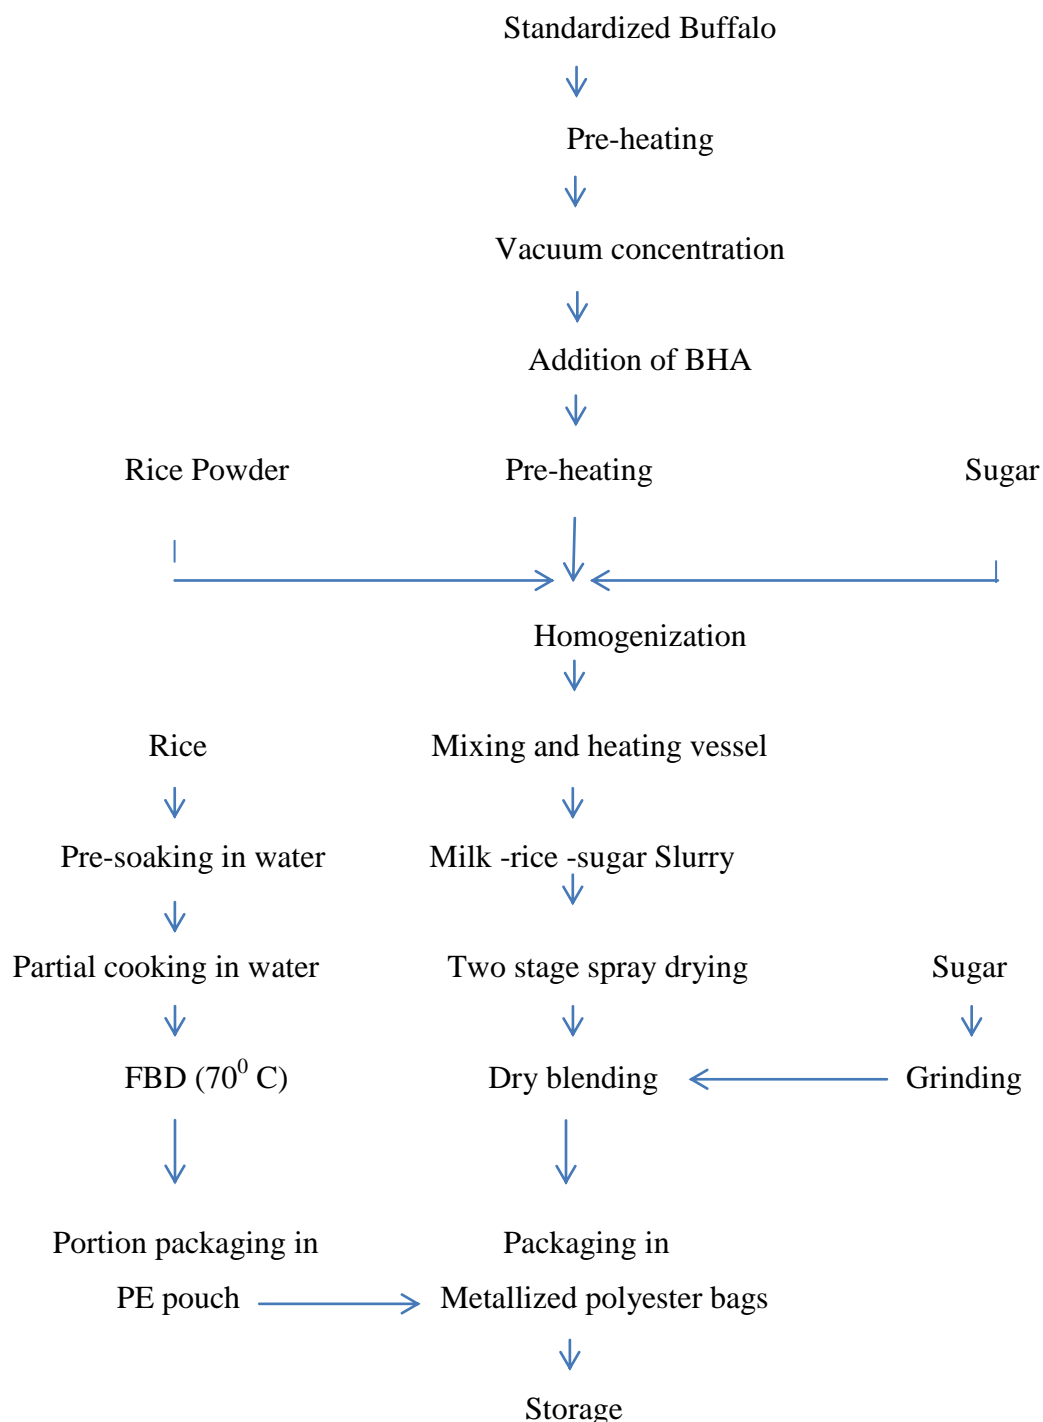 Standardized Buffalo
Pre-heating
Vacuum concentration
Addition of BHA
Rice Powder
Pre-heating
Sugar
Homogenization
Rice
Mixing and heating vessel
Pre-soaking in water
Milk -rice -sugar Slurry
Partial cooking in water
Two stage spray drying
Sugar
FBD (70⁰ C)
Dry blending
Grinding
Portion packaging in
Packaging in
PE pouch
Metallized polyester bags
Storage